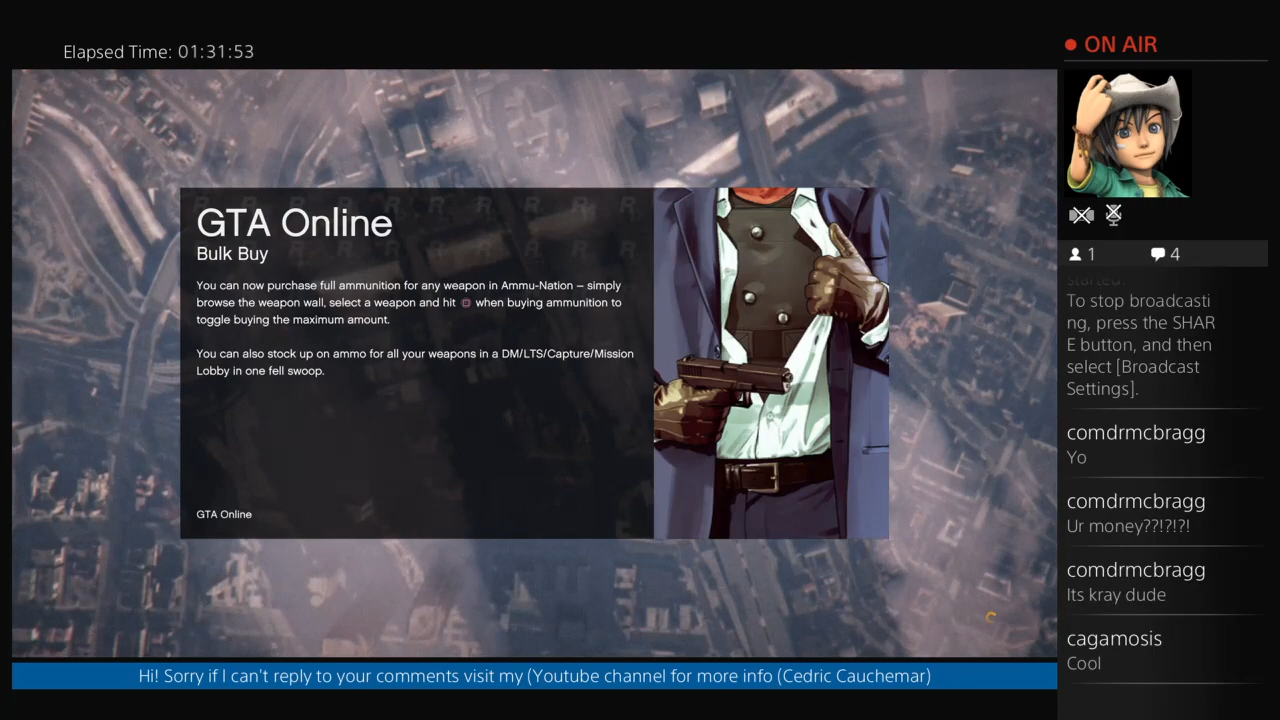 Elapsed Time: 01:31:53
ON AIR
GTA Online
Bulk Buy
You can now purchase full ammunition for any weapon in Ammu-Nation – simply
browse the weapon wall, select a weapon and hit when buying ammunition to
toggle buying the maximum amount.
You can also stock up on ammo for all your weapons in a DM/LTS/Capture/Mission
Lobby in one fell swoop.
GTA Online
1
4
started.
To stop broadcasti
ng, press the SHAR
E button, and then
select [Broadcast
Settings].
comdrmcbragg
Yo
comdrmcbragg
Ur money??!?!?!
comdrmcbragg
Its kray dude
cagamosis
Cool
Hi! Sorry if I can't reply to your comments visit my (Youtube channel for more info (Cedric Cauchemar)